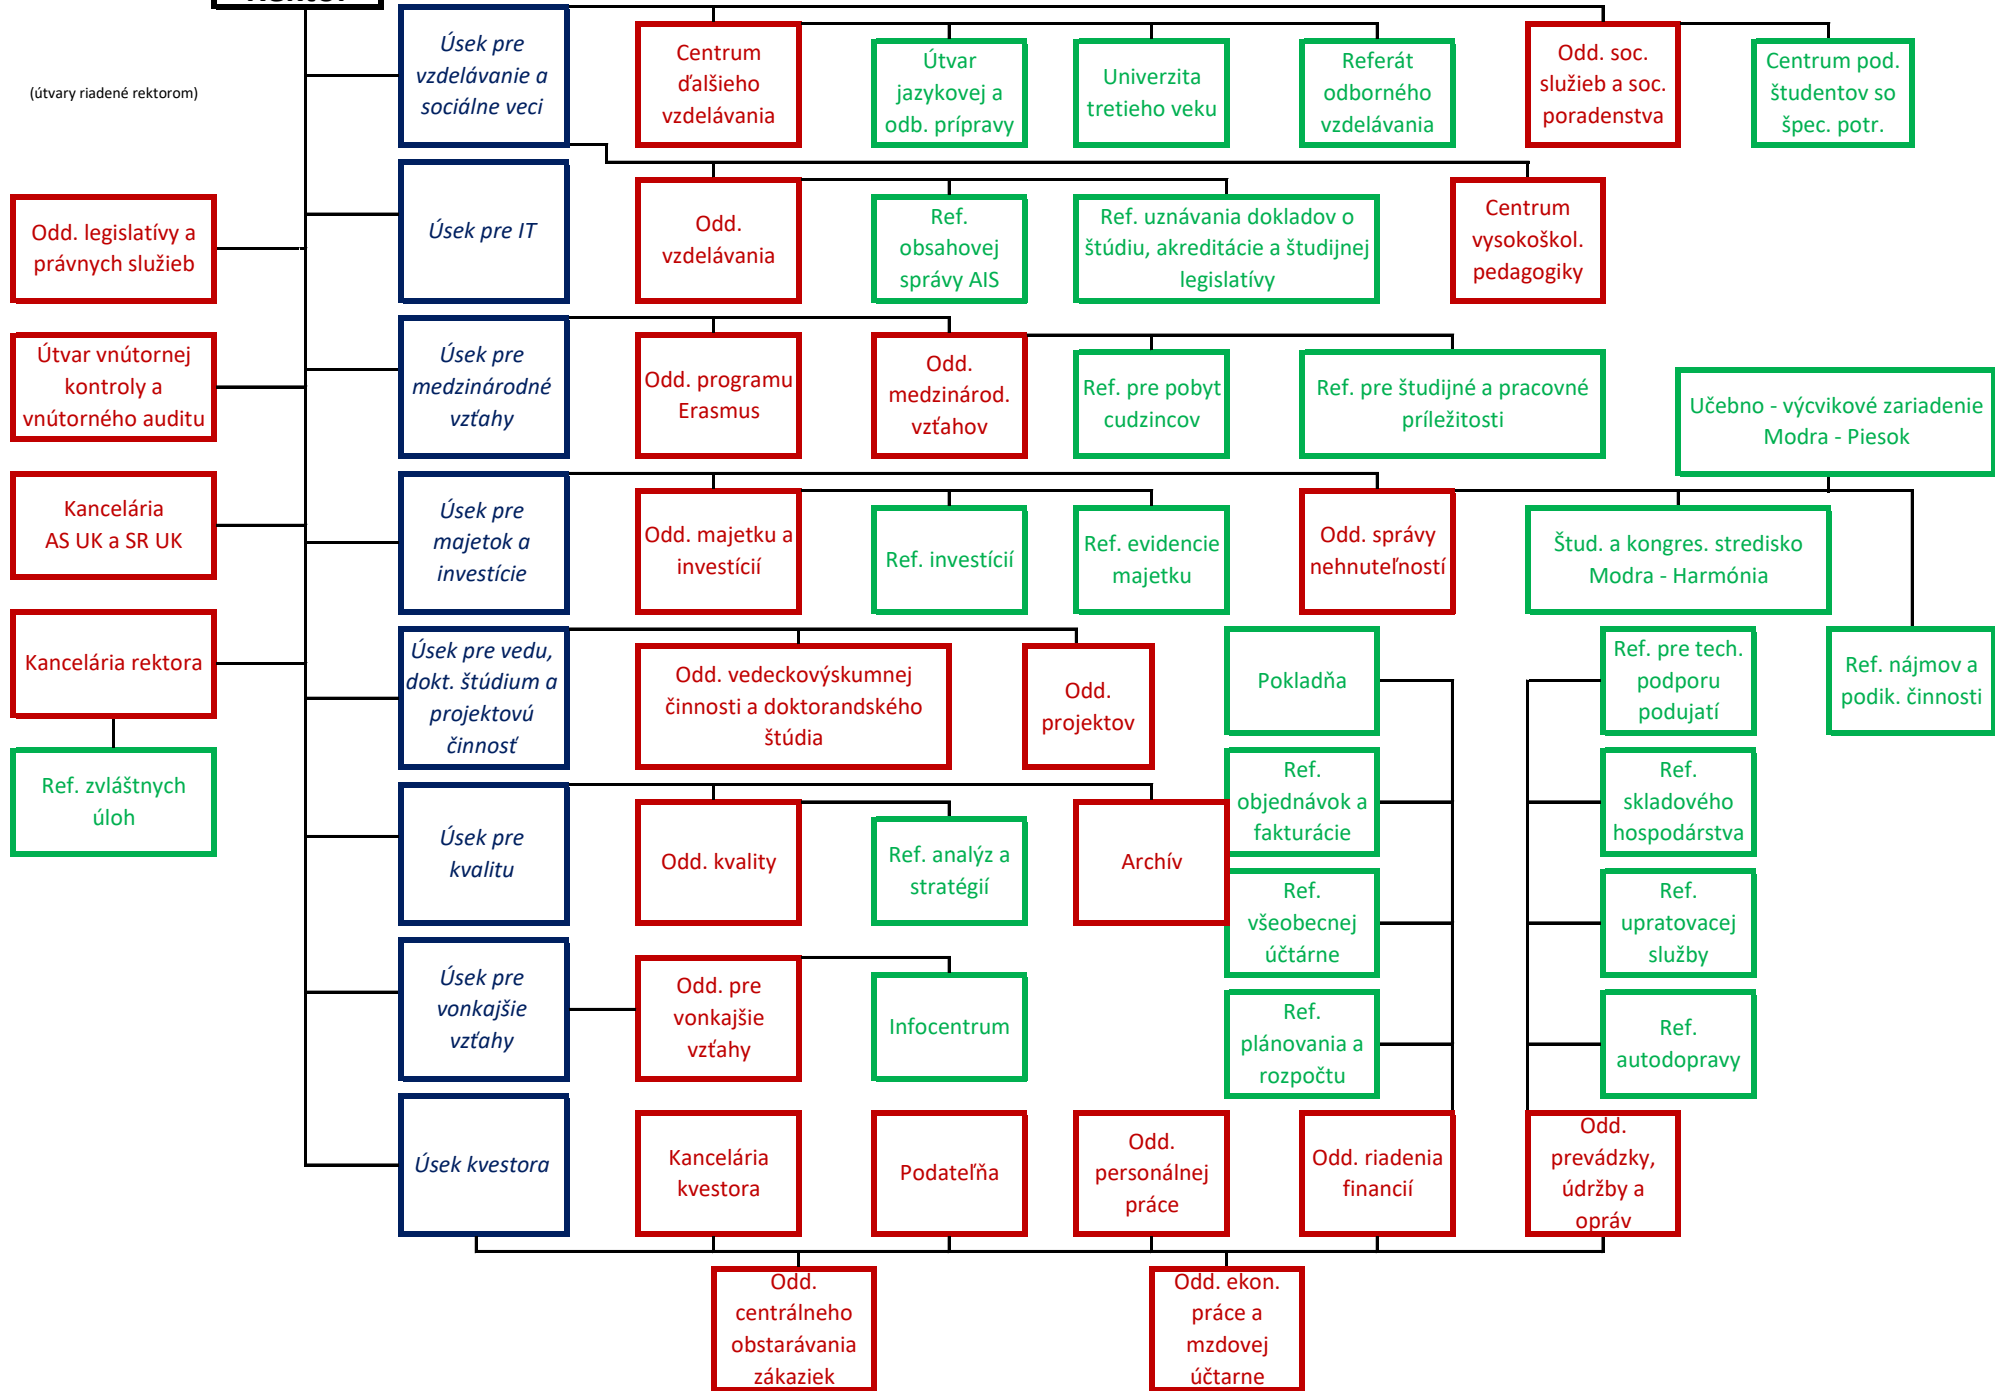 Rektor
Úsek pre
vzdelávanie a
sociálne veci
Centrum
ďalšieho
vzdelávania
Útvar
jazykovej a
odb. prípravy
Univerzita
tretieho veku
Referát
odborného
vzdelávania
Odd. soc.
služieb a soc.
poradenstva
Centrum pod.
študentov so
špec. potr.
(útvary riadené rektorom)
Odd. legislatívy a
právnych služieb
Úsek pre IT
Odd.
vzdelávania
Ref.
obsahovej
správy AIS
Ref. uznávania dokladov o
štúdiu, akreditácie a študijnej
legislatívy
Centrum
vysokoškol.
pedagogiky
Útvar vnútornej
kontroly a
vnútorného auditu
Úsek pre
medzinárodné
vzťahy
Odd. programu
Erasmus
Odd.
medzinárod.
vzťahov
Ref. pre pobyt
cudzincov
Ref. pre študijné a pracovné
príležitosti
Učebno - výcvikové zariadenie
Modra - Piesok
Kancelária
AS UK a SR UK
Úsek pre
majetok a
investície
Odd. majetku a
investícií
Ref. investícií
Ref. evidencie
majetku
Odd. správy
nehnuteľností
Štud. a kongres. stredisko
Modra - Harmónia
Kancelária rektora
Úsek pre vedu,
dokt. štúdium a
projektovú
činnosť
Odd. vedeckovýskumnej
činnosti a doktorandského
štúdia
Odd.
projektov
Pokladňa
Ref. pre tech.
podporu
podujatí
Ref. nájmov a
podik. činnosti
Ref. zvláštnych
úloh
Úsek pre
kvalitu
Odd. kvality
Ref. analýz a
stratégií
Archív
Ref.
objednávok a
fakturácie
Ref.
skladového
hospodárstva
Ref.
všeobecnej
účtárne
Ref.
upratovacej
služby
Úsek pre
vonkajšie
vzťahy
Odd. pre
vonkajšie
vzťahy
Infocentrum
Ref.
plánovania a
rozpočtu
Ref.
autodopravy
Úsek kvestora
Kancelária
kvestora
Podateľňa
Odd.
personálnej
práce
Odd. riadenia
financií
Odd.
prevádzky,
údržby a
opráv
Odd.
centrálneho
obstarávania
zákaziek
Odd. ekon.
práce a
mzdovej
účtarne